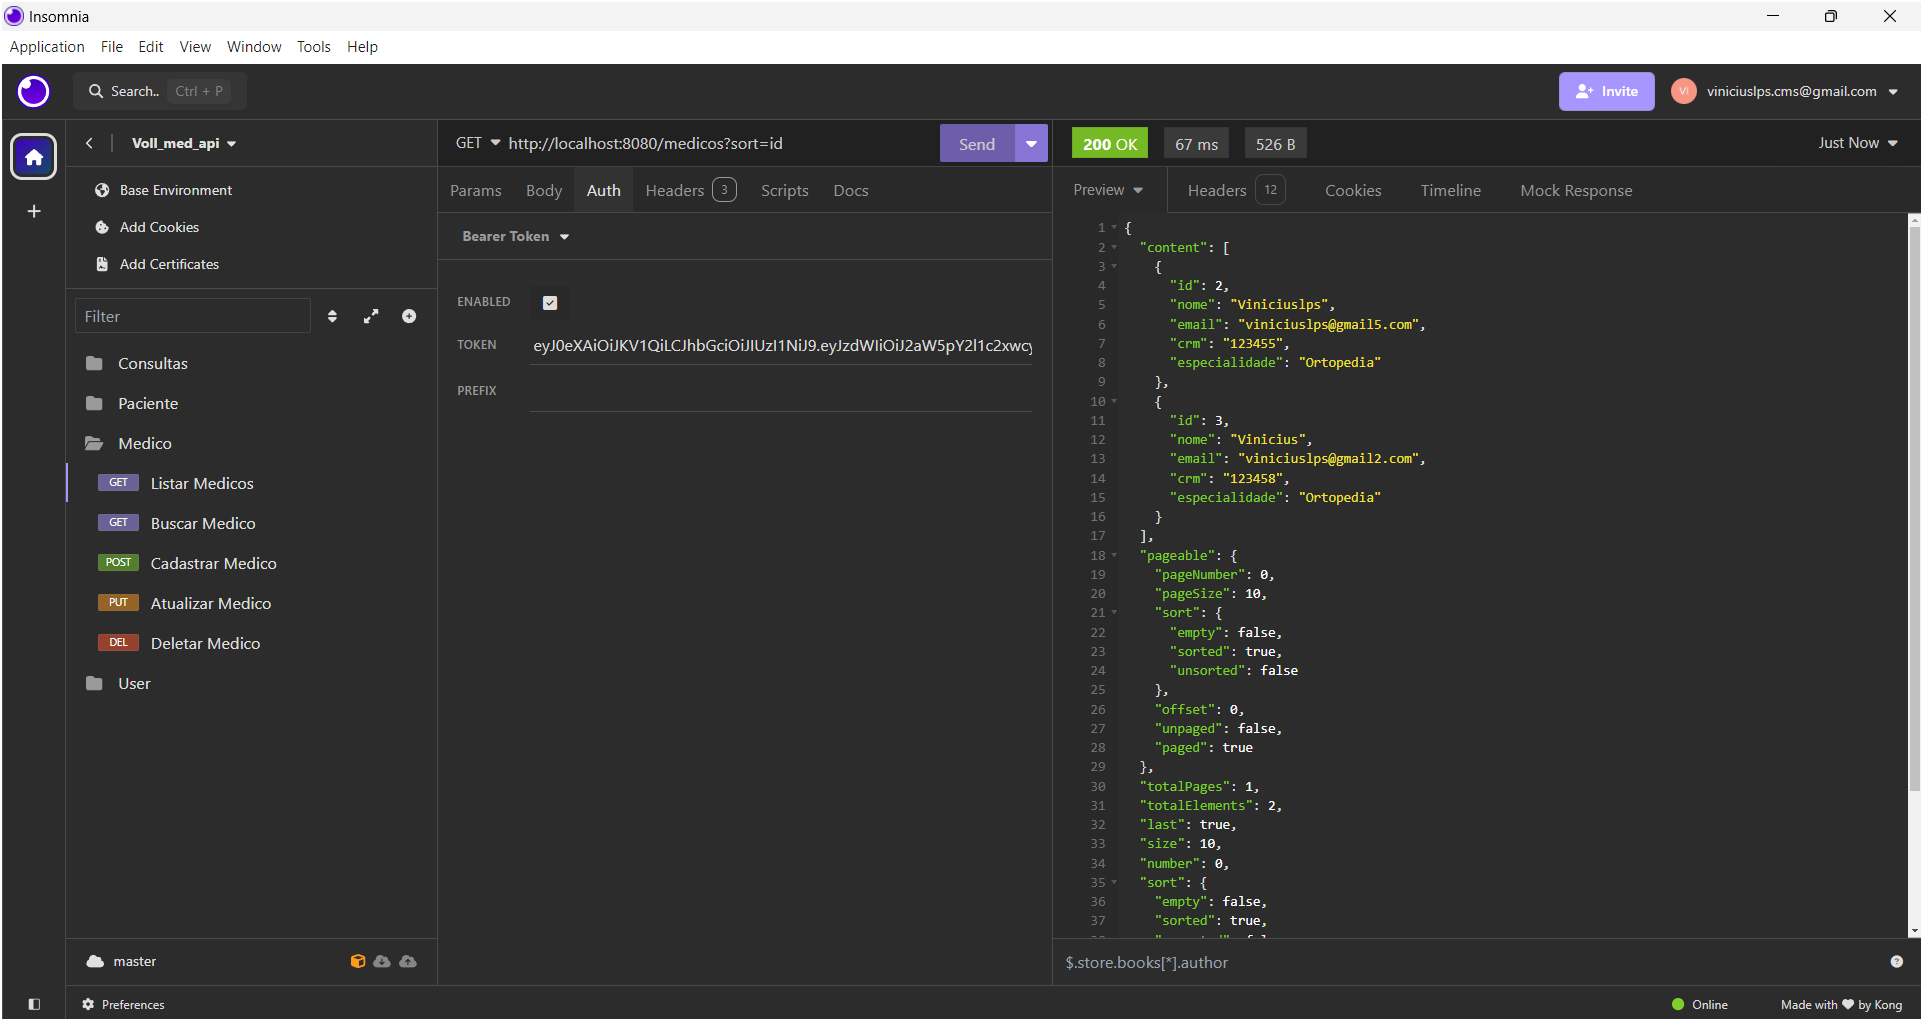 Insomnia
Application File Edit View Window Tools Help
Search.. Ctrl + P
Invite
VI viniciuslps.cms@gmail.com
Voll_med_api
Base Environment
Add Cookies
Add Certificates
Filter
Consultas
Paciente
Medico
GET Listar Medicos
GET Buscar Medico
POST Cadastrar Medico
PUT Atualizar Medico
DEL Deletar Medico
User
master
Preferences
GET http://localhost:8080/medicos?sort=id
Send
Params Body Auth Headers 3 Scripts Docs
Bearer Token
ENABLED
TOKEN eyJ0eXAiOiJKV1QiLCJhbGciOiJIUzI1NiJ9.eyJzdWIiOiJ2aW5pY2l1c2xwcy
PREFIX
200 OK 67 ms 526 B Just Now
Preview Headers 12 Cookies Timeline Mock Response
1 {
2 "content": [
3 {
4 "id": 2,
5 "nome": "Viniciuslps",
6 "email": "viniciuslps@gmail5.com",
7 "crm": "123455",
8 "especialidade": "Ortopedia"
9 },
10 {
11 "id": 3,
12 "nome": "Vinicius",
13 "email": "viniciuslps@gmail2.com",
14 "crm": "123458",
15 "especialidade": "Ortopedia"
16 }
17 ],
18 "pageable": {
19 "pageNumber": 0,
20 "pageSize": 10,
21 "sort": {
22 "empty": false,
23 "sorted": true,
24 "unsorted": false
25 },
26 "offset": 0,
27 "unpaged": false,
28 "paged": true
29 },
30 "totalPages": 1,
31 "totalElements": 2,
32 "last": true,
33 "size": 10,
34 "number": 0,
35 "sort": {
36 "empty": false,
37 "sorted": true,
$.store.books[*].author
Online Made with ❤ by Kong